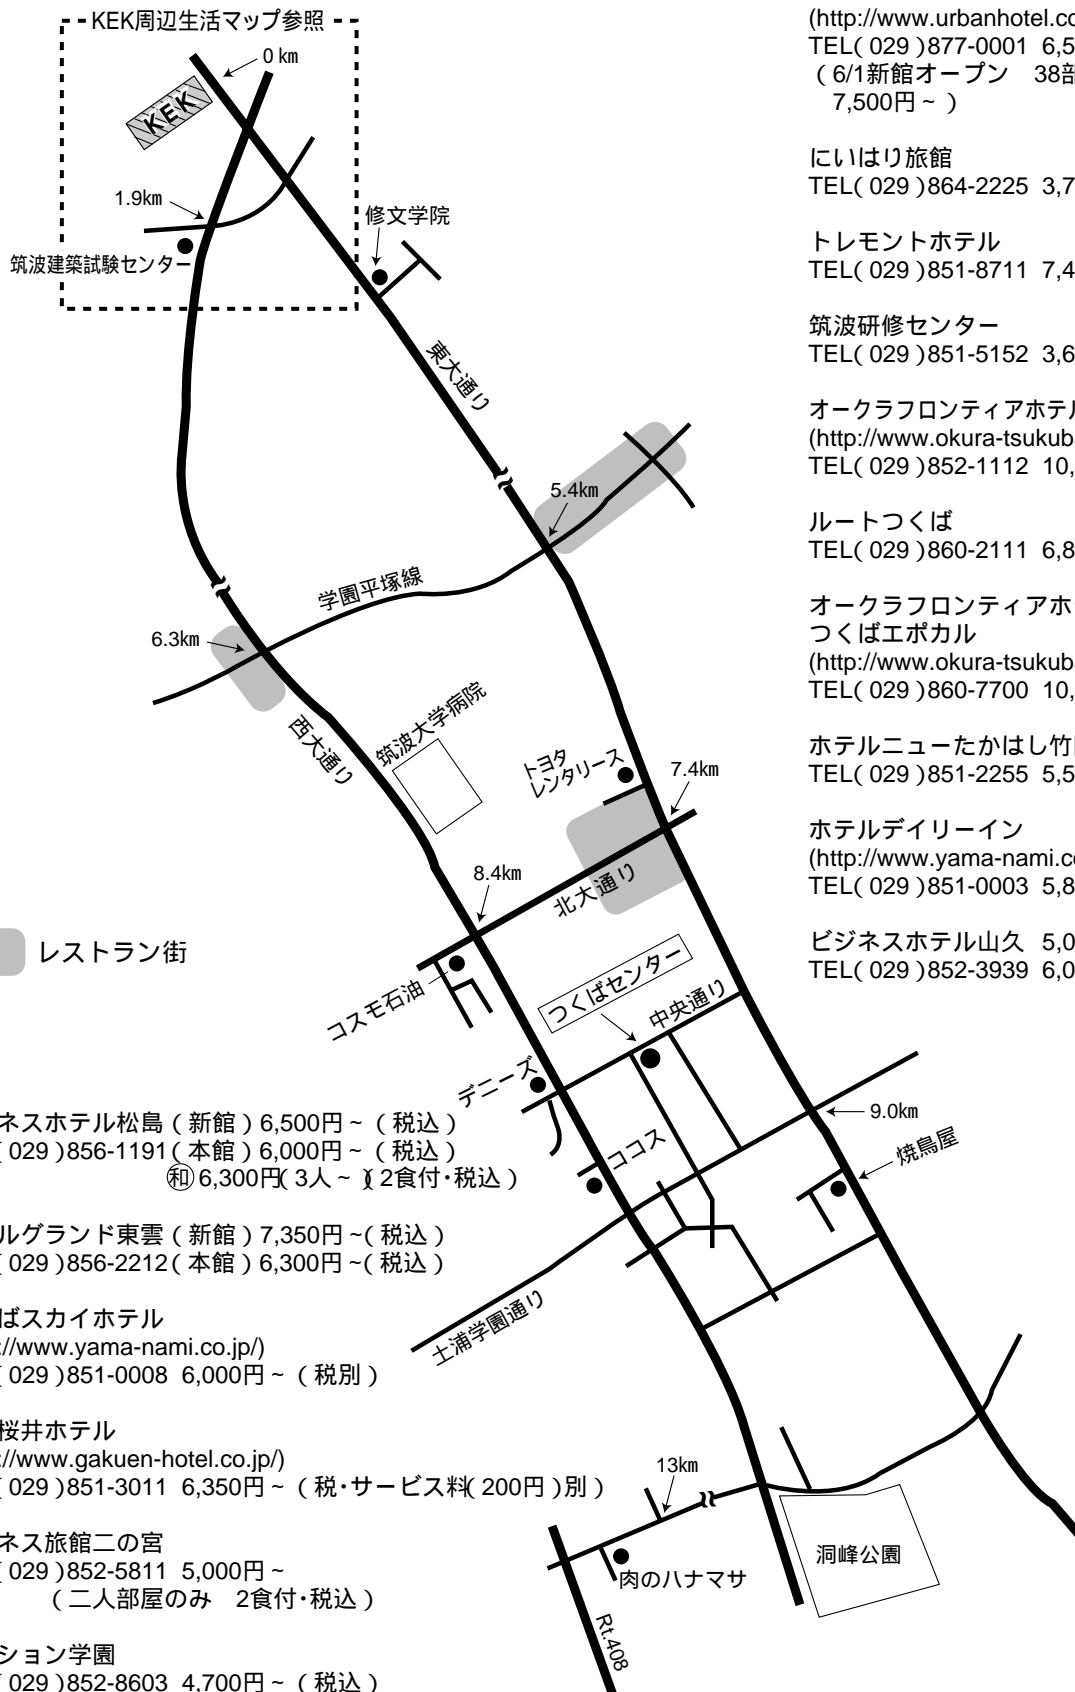 KEK周辺生活マップ参照
0 km
KEK
1.9km
筑波建築試験センター
修文学院
東大通り
5.4km
学園平塚線
6.3km
西大通り
筑波大学病院
トヨタ
レンタリース
7.4km
8.4km
北大通り
レストラン街
コスモ石油
つくばセンター
中央通り
デニーズ
9.0km
ココス
焼鳥屋
土浦学園通り
13km
洞峰公園
肉のハナマサ
Rt.408
(http://www.urbanhotel.co
TEL(029)877-0001 6,5
(6/1新館オープン 38部
7,500円~)
にいはり旅館
TEL(029)864-2225 3,7
トレモントホテル
TEL(029)851-8711 7,4
筑波研修センター
TEL(029)851-5152 3,6
オークラフロンティアホテル
(http://www.okura-tsukuba
TEL(029)852-1112 10,
ルートつくば
TEL(029)860-2111 6,8
オークラフロンティアホ
つくばエポカル
(http://www.okura-tsukuba
TEL(029)860-7700 10,
ホテルニューたかはし竹
TEL(029)851-2255 5,5
ホテルデイリーイン
(http://www.yama-nami.co
TEL(029)851-0003 5,8
ビジネスホテル山久 5,0
TEL(029)852-3939 6,0
ネスホテル松島(新館)6,500円~(税込)
(029)856-1191(本館)6,000円~(税込)
㊒6,300円(3人~)(2食付・税込)
ルグランド東雲(新館)7,350円~(税込)
(029)856-2212(本館)6,300円~(税込)
ばスカイホテル
://www.yama-nami.co.jp/)
(029)851-0008 6,000円~(税別)
桜井ホテル
://www.gakuen-hotel.co.jp/)
(029)851-3011 6,350円~(税・サービス料(200円)別)
ネス旅館二の宮
(029)852-5811 5,000円~
(二人部屋のみ 2食付・税込)
ション学園
(029)852-8603 4,700円~(税込)